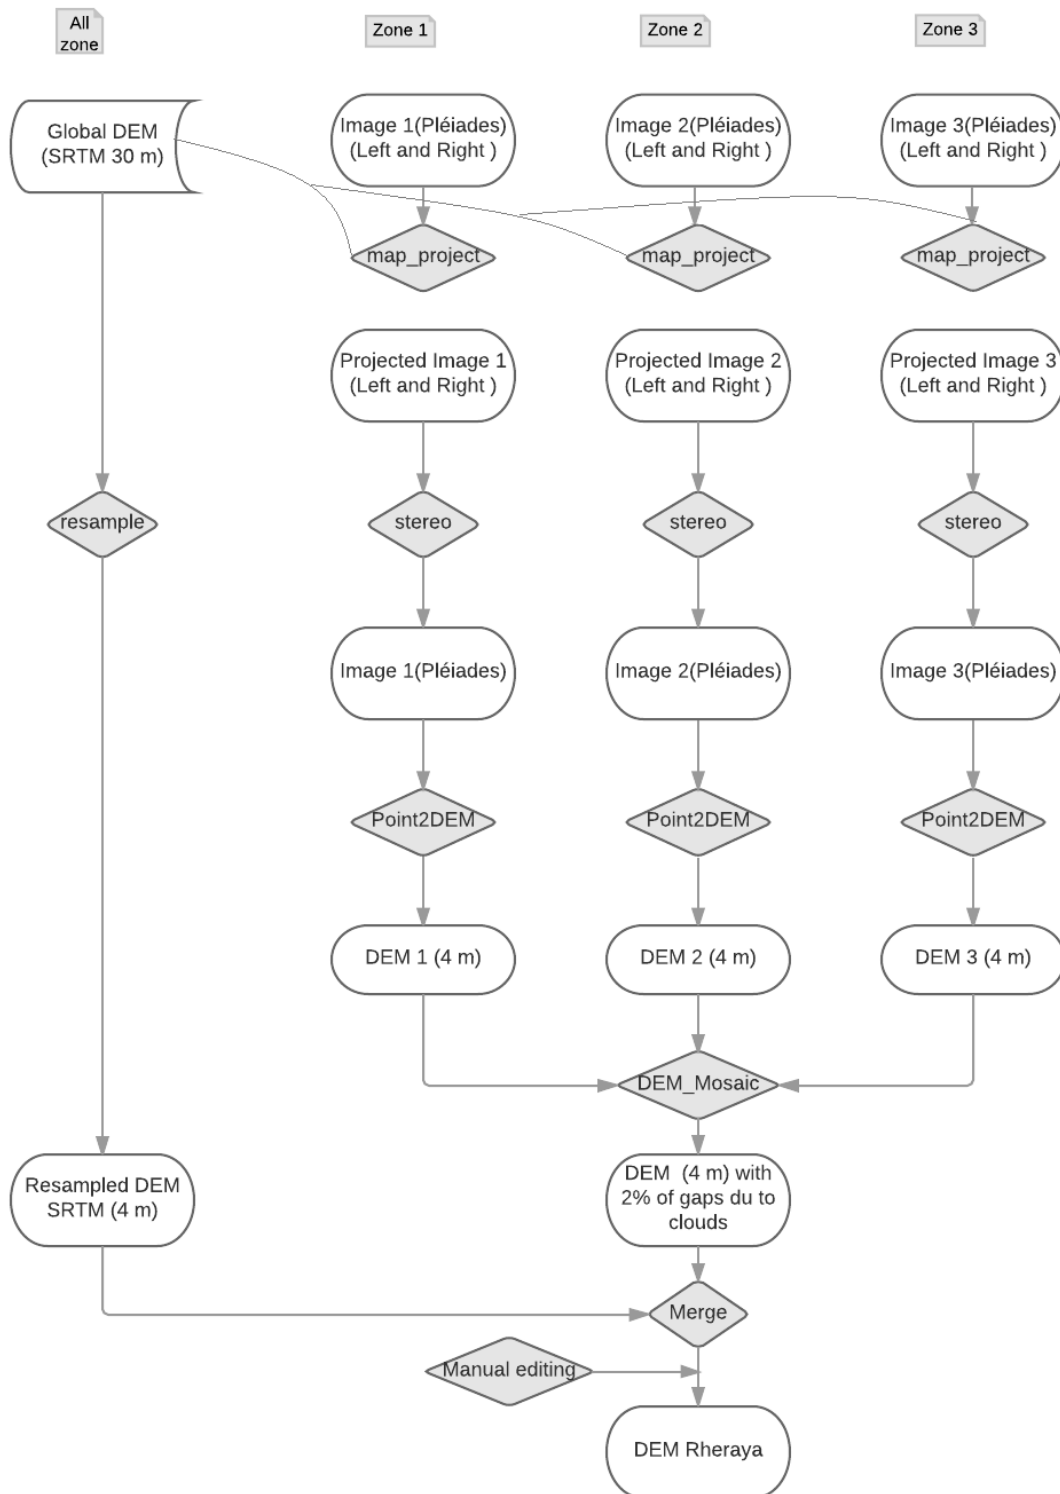 All
zone
Zone 1
Zone 2
Zone 3
Global DEM
(SRTM 30 m)
Image 1(Pléiades)
(Left and Right )
Image 2(Pléiades)
(Left and Right )
Image 3(Pléiades)
(Left and Right )
map_project
map_project
map_project
Projected Image 1
(Left and Right )
Projected Image 2
(Left and Right )
Projected Image 3
(Left and Right )
resample
stereo
stereo
stereo
Image 1(Pléiades)
Image 2(Pléiades)
Image 3(Pléiades)
Point2DEM
Point2DEM
Point2DEM
DEM 1 (4 m)
DEM 2 (4 m)
DEM 3 (4 m)
DEM_Mosaic
Resampled DEM
SRTM (4 m)
DEM  (4 m) with
2% of gaps du to
clouds
Merge
Manual editing
DEM Rheraya